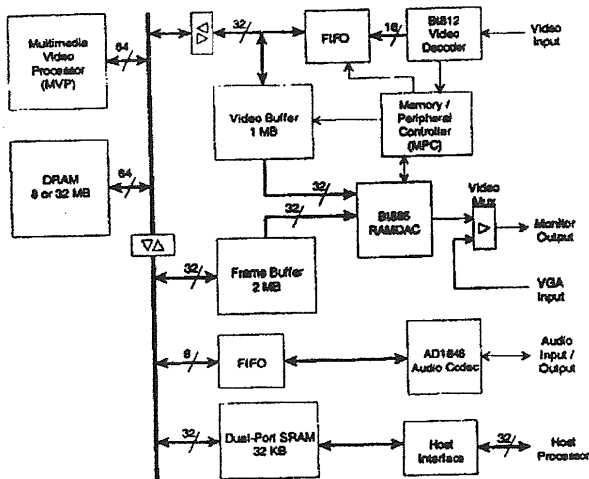 Multimedia
Video
Processor
(MVP)
64
32
FIFO
16
Bt812
Video
Decoder
Video
Input
Video Buffer
1 MB
Memory /
Peripheral
Controller
(MPC)
DRAM
8 or 32 MB
64
32
32
Bt885
RAMDAC
Video
Mux
Monitor
Output
32
Frame Buffer
2 MB
VGA
Input
8
FIFO
AD1848
Audio Codec
Audio
Input /
Output
32
Dual-Port SRAM
32 KB
Host
Interface
32
Host
Processor